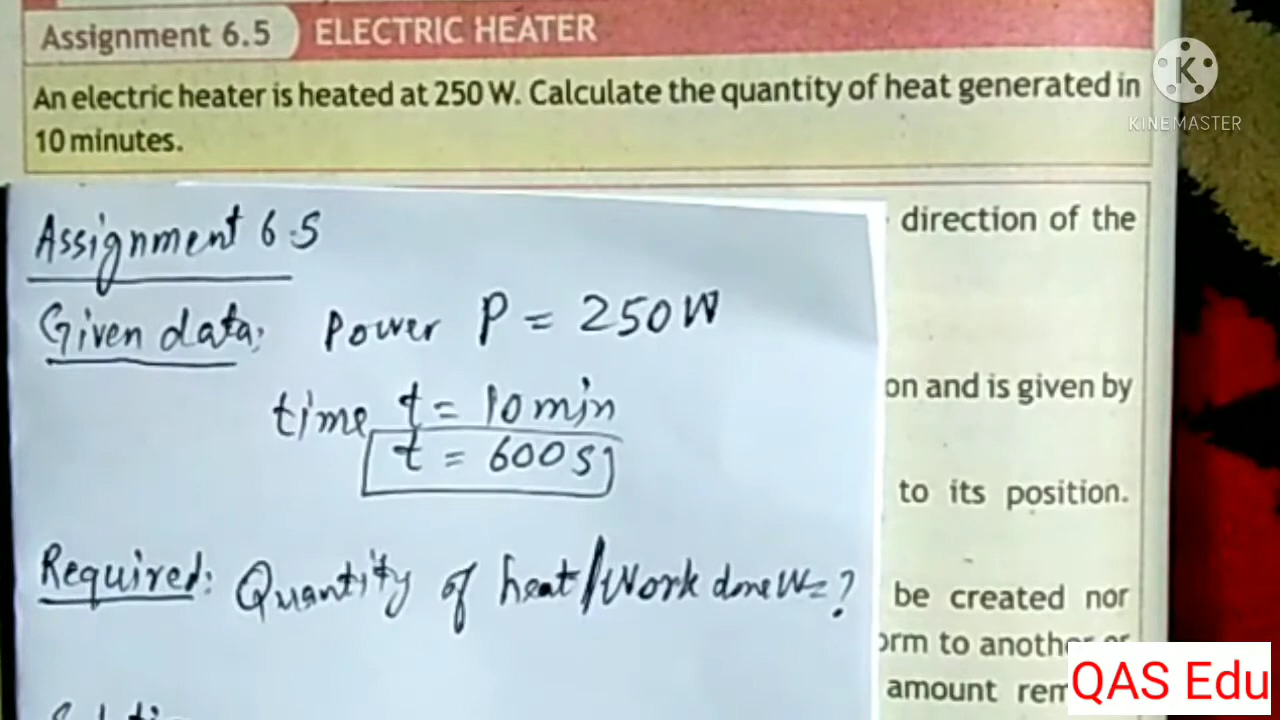 Assignment 6.5 ELECTRIC HEATER
An electric heater is heated at 250 W. Calculate the quantity of heat generated in
10 minutes.
KINEMASTER
Assignment 6.5
direction of the
Given data: Power P = 250W
time t = 10 min
on and is given by
t = 600 s
to its position.
Required: Quantity of heat/Work done W = ?
be created nor
orm to another or
amount rem
QAS Edu